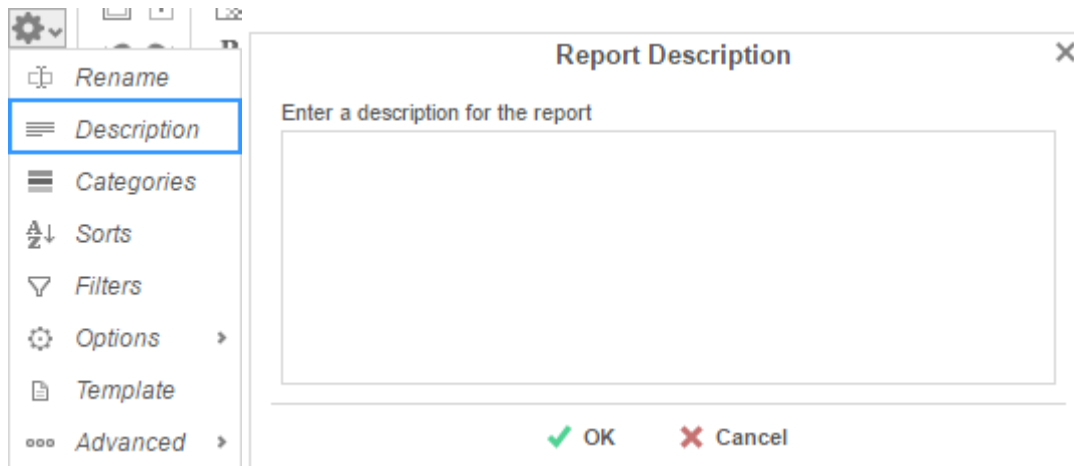 Rename
Description
Categories
Sorts
Filters
Options
Template
Advanced
Report Description
Enter a description for the report
OK
Cancel